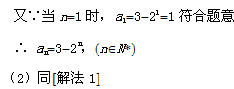 又∵当 n=1 时，a₁=3-2¹=1 符合题意
∴ aₙ=3-2ⁿ，(n∈N*)
（2）同[解法 1]